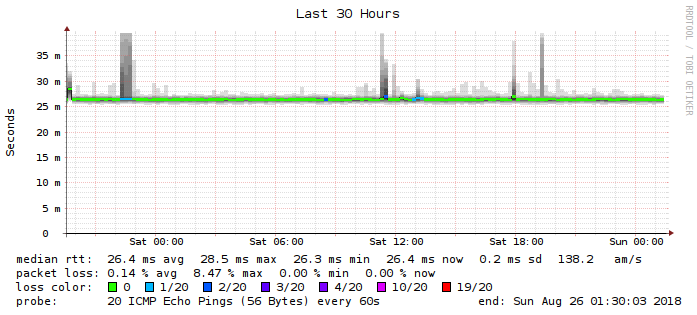 Last 30 Hours
RRDTOOL / TOBI OETIKER
Seconds
35 m
30 m
25 m
20 m
15 m
10 m
5 m
0
Sat 00:00 Sat 06:00 Sat 12:00 Sat 18:00 Sun 00:00
median rtt: 26.4 ms avg 28.5 ms max 26.3 ms min 26.4 ms now 0.2 ms sd 138.2 am/s
packet loss: 0.14 % avg 8.47 % max 0.00 % min 0.00 % now
loss color: 0 1/20 2/20 3/20 4/20 10/20 19/20
probe: 20 ICMP Echo Pings (56 Bytes) every 60s end: Sun Aug 26 01:30:03 2018